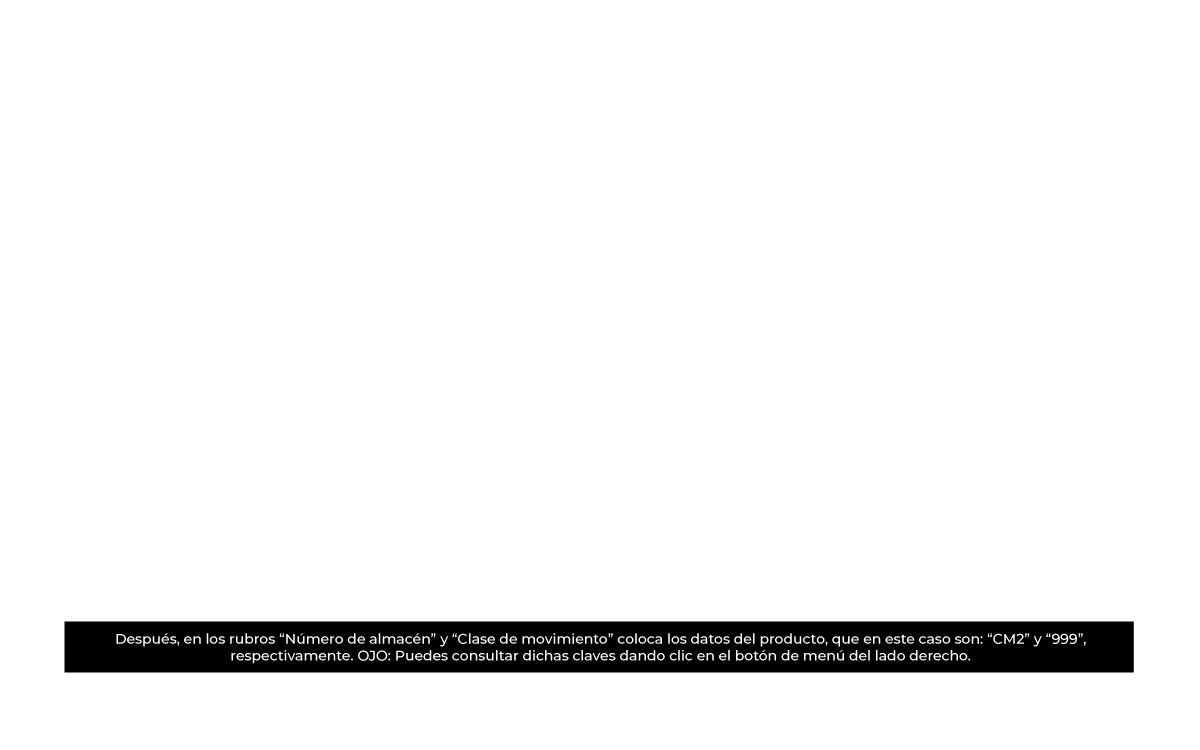 Después, en los rubros “Número de almacén” y “Clase de movimiento” coloca los datos del producto, que en este caso son: “CM2” y “999”,
respectivamente. OJO: Puedes consultar dichas claves dando clic en el botón de menú del lado derecho.